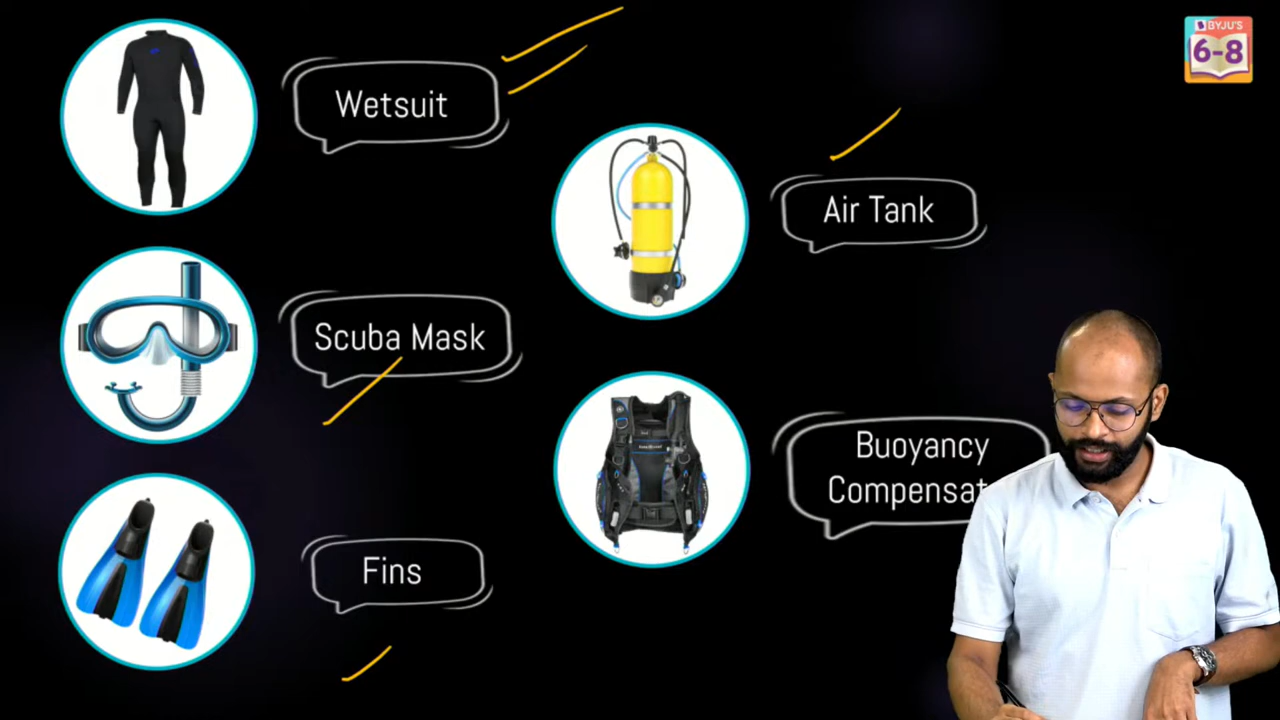 Wetsuit
Scuba Mask
Fins
Air Tank
Buoyancy
Compensat
BYJU'S
6-8